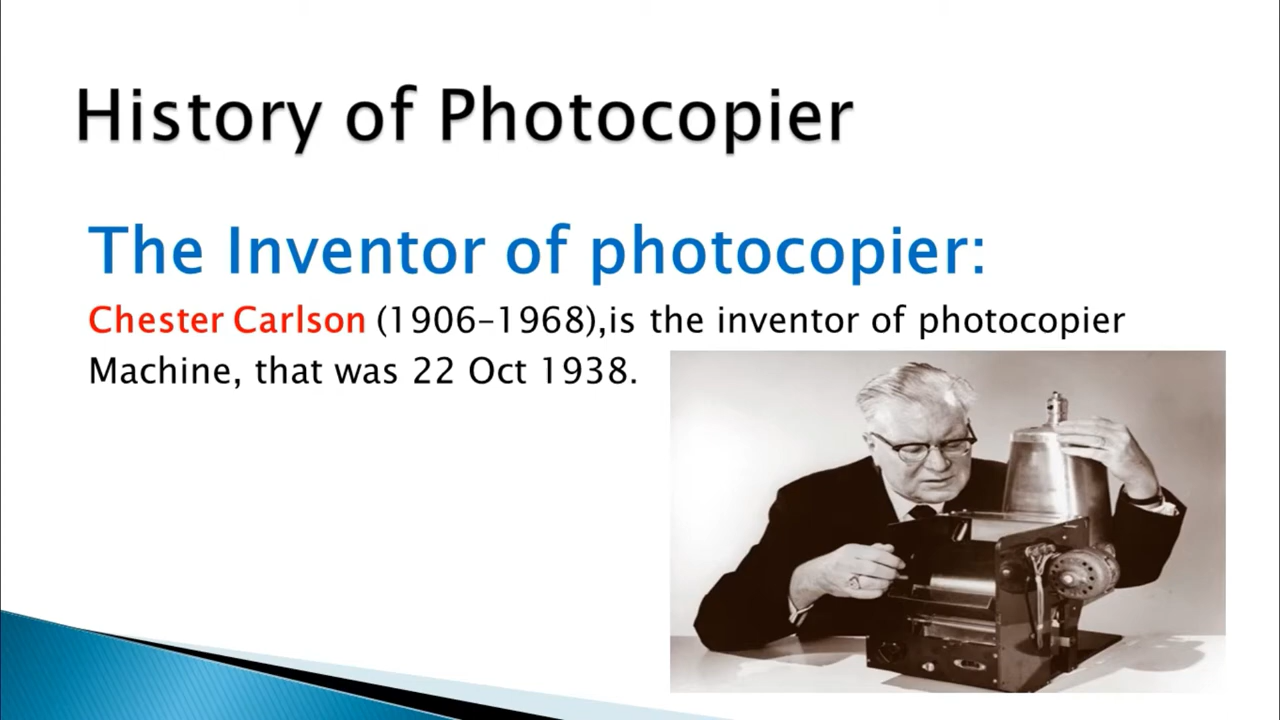 History of Photocopier
The Inventor of photocopier:
Chester Carlson (1906–1968),is the inventor of photocopier
Machine, that was 22 Oct 1938.